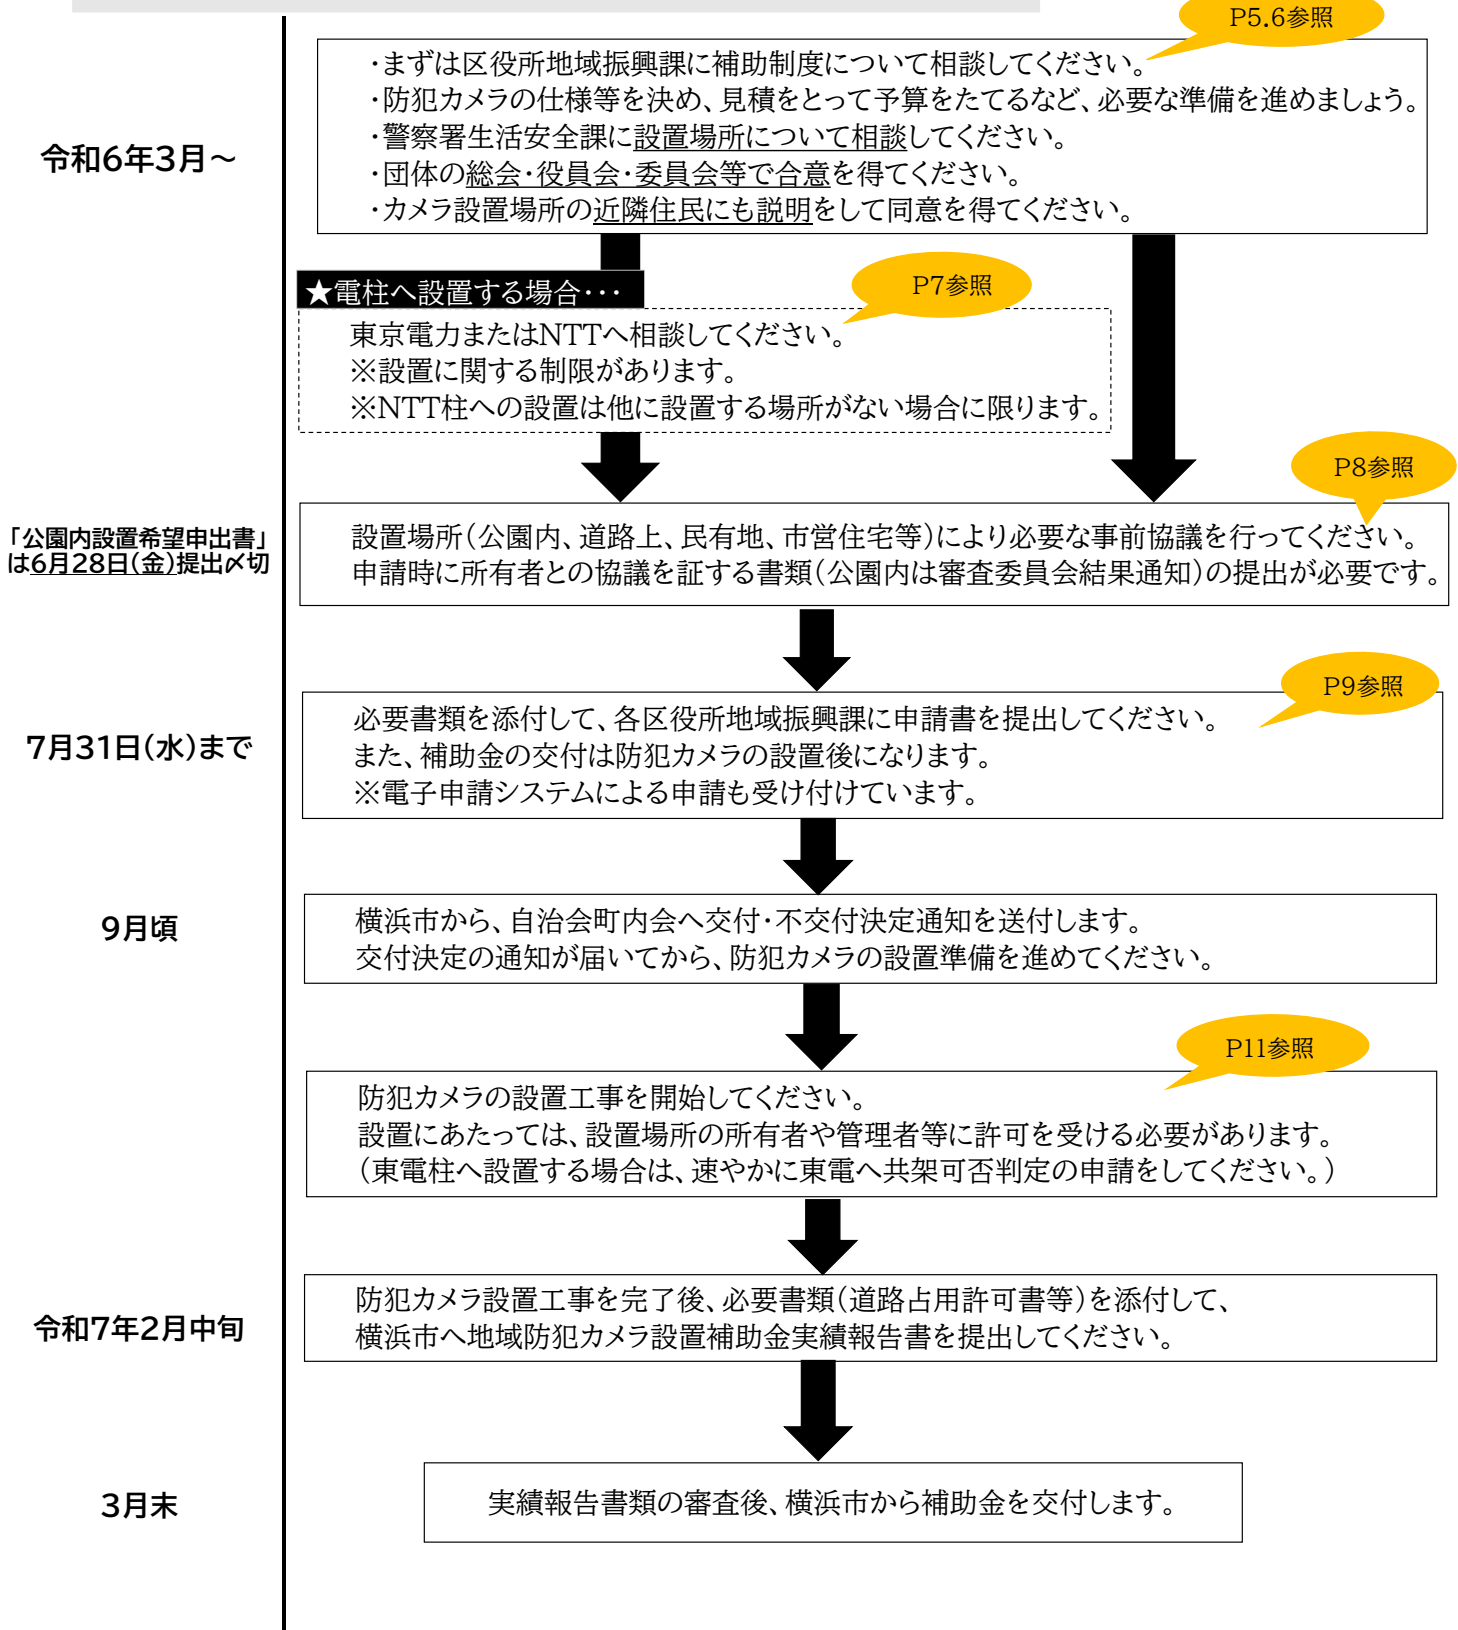 P5.6参照
令和6年3月～
・まずは区役所地域振興課に補助制度について相談してください。
・防犯カメラの仕様等を決め、見積をとって予算をたてるなど、必要な準備を進めましょう。
・警察署生活安全課に設置場所について相談してください。
・団体の総会・役員会・委員会等で合意を得てください。
・カメラ設置場所の近隣住民にも説明をして同意を得てください。
★電柱へ設置する場合・・・
P7参照
東京電力またはNTTへ相談してください。
※設置に関する制限があります。
※NTT柱への設置は他に設置する場所がない場合に限ります。
P8参照
「公園内設置希望申出書」
は6月28日(金)提出〆切
設置場所(公園内、道路上、民有地、市営住宅等)により必要な事前協議を行ってください。
申請時に所有者との協議を証する書類(公園内は審査委員会結果通知)の提出が必要です。
P9参照
7月31日(水)まで
必要書類を添付して、各区役所地域振興課に申請書を提出してください。
また、補助金の交付は防犯カメラの設置後になります。
※電子申請システムによる申請も受け付けています。
9月頃
横浜市から、自治会町内会へ交付・不交付決定通知を送付します。
交付決定の通知が届いてから、防犯カメラの設置準備を進めてください。
P11参照
防犯カメラの設置工事を開始してください。
設置にあたっては、設置場所の所有者や管理者等に許可を受ける必要があります。
(東電柱へ設置する場合は、速やかに東電へ共架可否判定の申請をしてください。)
令和7年2月中旬
防犯カメラ設置工事を完了後、必要書類(道路占用許可書等)を添付して、
横浜市へ地域防犯カメラ設置補助金実績報告書を提出してください。
3月末
実績報告書類の審査後、横浜市から補助金を交付します。